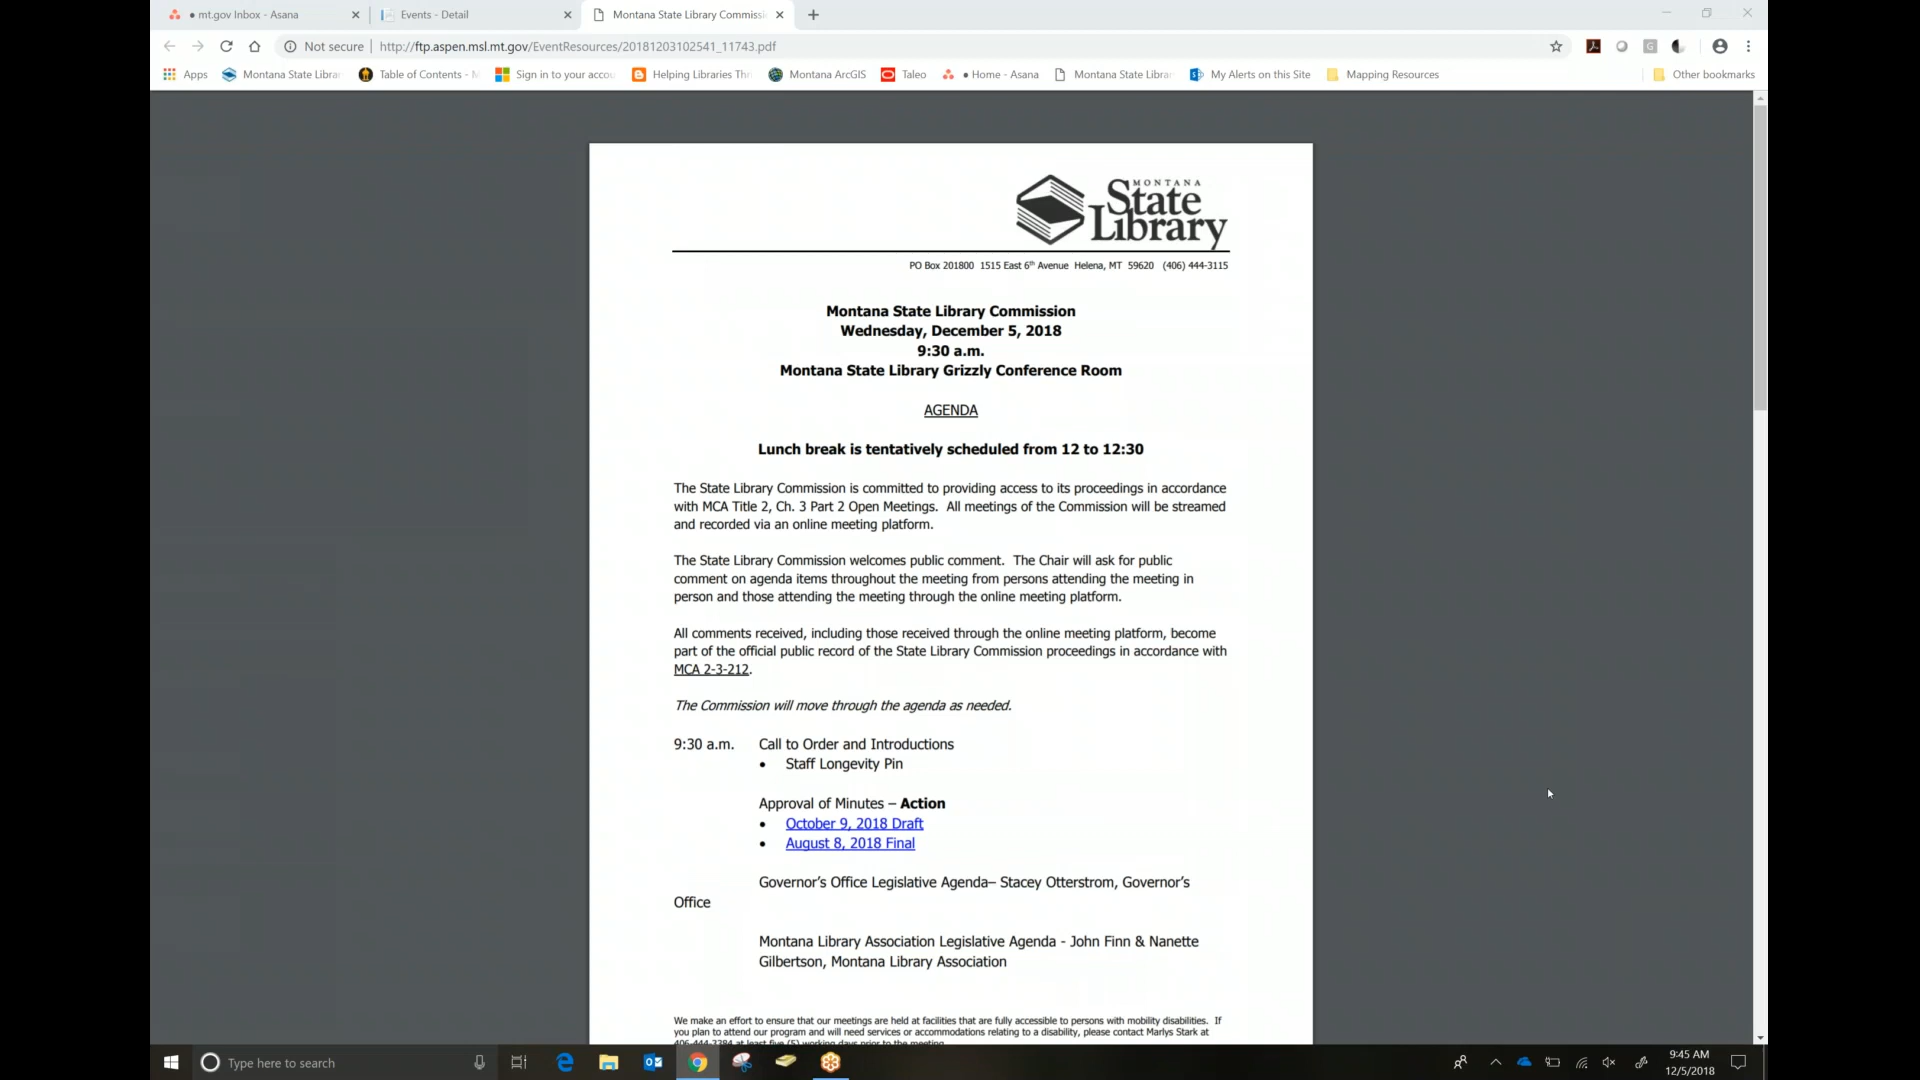 mt.gov Inbox - Asana
Events - Detail
Montana State Library Commissi
Not secure
http://ftp.aspen.msl.mt.gov/EventResources/20181203102541_11743.pdf
Apps
Montana State Librar
Table of Contents - M
Sign in to your accou
Helping Libraries Thri
Montana ArcGIS
Taleo
Home - Asana
Montana State Librar
My Alerts on this Site
Mapping Resources
Other bookmarks
MONTANA
State
Library
PO Box 201800 1515 East 6th Avenue Helena, MT 59620 (406) 444-3115
Montana State Library Commission
Wednesday, December 5, 2018
9:30 a.m.
Montana State Library Grizzly Conference Room
AGENDA
Lunch break is tentatively scheduled from 12 to 12:30
The State Library Commission is committed to providing access to its proceedings in accordance
with MCA Title 2, Ch. 3 Part 2 Open Meetings. All meetings of the Commission will be streamed
and recorded via an online meeting platform.
The State Library Commission welcomes public comment. The Chair will ask for public
comment on agenda items throughout the meeting from persons attending the meeting in
person and those attending the meeting through the online meeting platform.
All comments received, including those received through the online meeting platform, become
part of the official public record of the State Library Commission proceedings in accordance with
MCA 2-3-212.
The Commission will move through the agenda as needed.
9:30 a.m. Call to Order and Introductions
• Staff Longevity Pin
Approval of Minutes – Action
• October 9, 2018 Draft
• August 8, 2018 Final
Governor's Office Legislative Agenda– Stacey Otterstrom, Governor's
Office
Montana Library Association Legislative Agenda - John Finn & Nanette
Gilbertson, Montana Library Association
We make an effort to ensure that our meetings are held at facilities that are fully accessible to persons with mobility disabilities. If
you plan to attend our program and will need services or accommodations relating to a disability, please contact Marlys Stark at
406-444-3384 at least five (5) working days prior to the meeting.
Type here to search
9:45 AM
12/5/2018